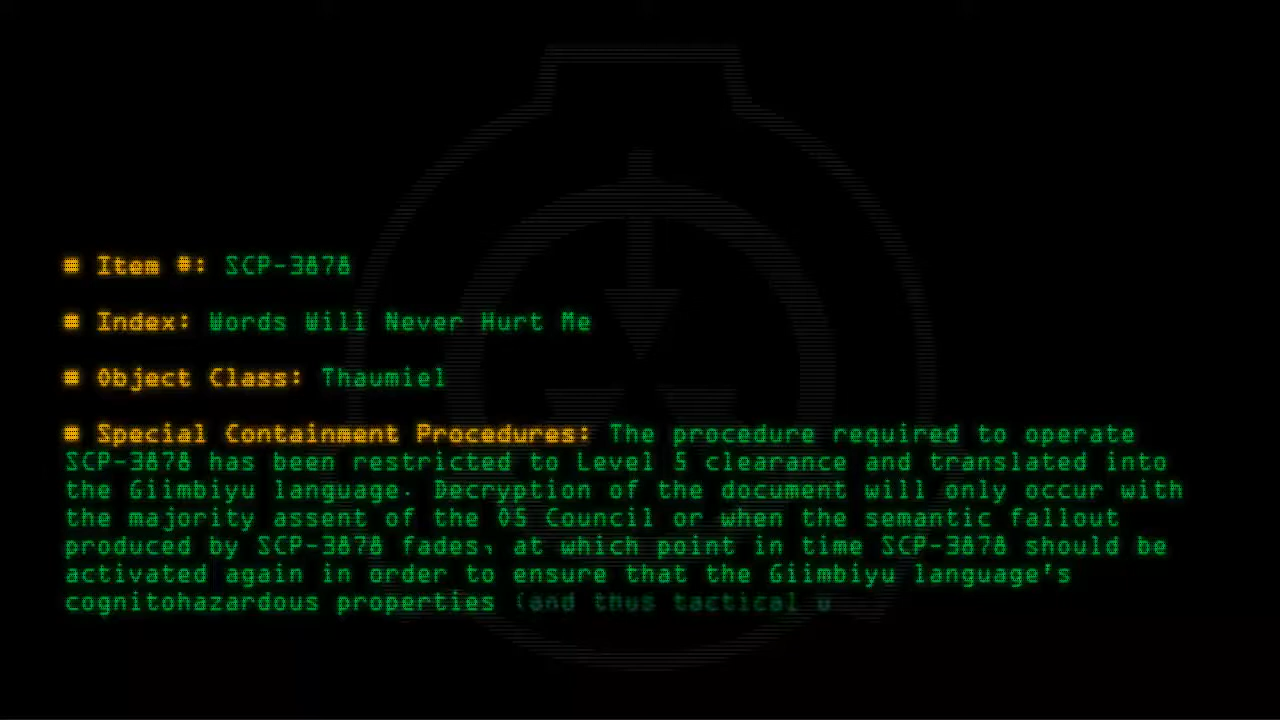 # Item #: SCP-3878
# Index: Words Will Never Hurt Me
# Object Class: Thaumiel
# Special Containment Procedures: The procedure required to operate
SCP-3878 has been restricted to Level 5 clearance and translated into
the Giimbiyu language. Decryption of the document will only occur with
the majority assent of the O5 Council or when the semantic fallout
produced by SCP-3878 fades, at which point in time SCP-3878 should be
activated again in order to ensure that the Giimbiyu language's
cognitohazardous properties (and thus tactical u